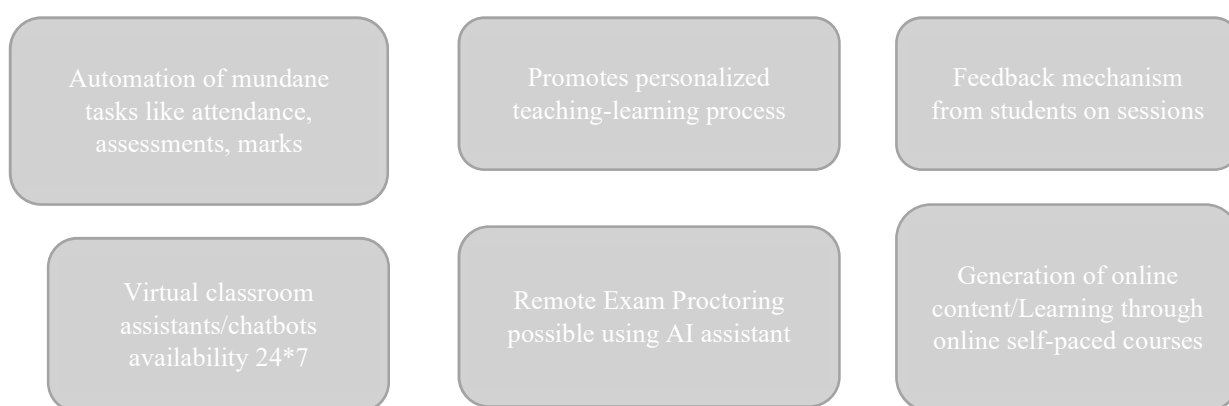 Automation of mundane
tasks like attendance,
assessments, marks
Promotes personalized
teaching-learning process
Feedback mechanism
from students on sessions
Virtual classroom
assistants/chatbots
availability 24*7
Remote Exam Proctoring
possible using AI assistant
Generation of online
content/Learning through
online self-paced courses